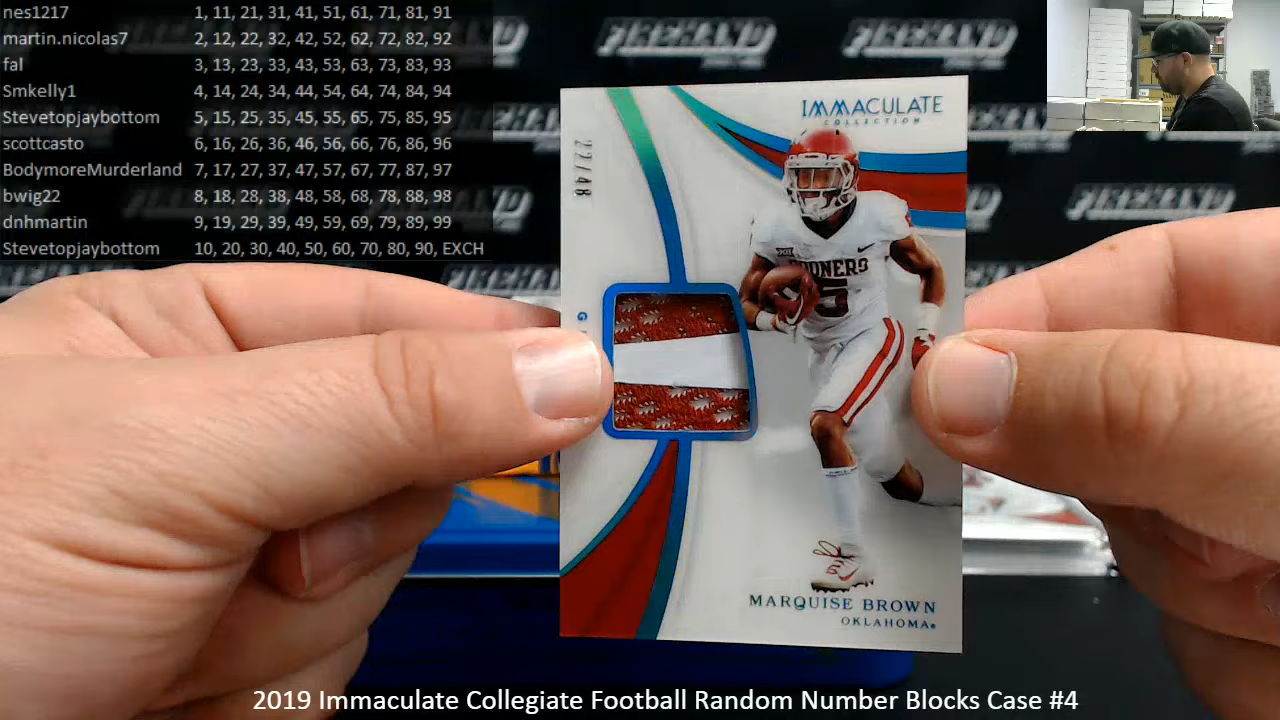 nes1217 1, 11, 21, 31, 41, 51, 61, 71, 81, 91
martin.nicolas7 2, 12, 22, 32, 42, 52, 62, 72, 82, 92
fal 3, 13, 23, 33, 43, 53, 63, 73, 83, 93
Smkelly1 4, 14, 24, 34, 44, 54, 64, 74, 84, 94
Stevetopjaybottom 5, 15, 25, 35, 45, 55, 65, 75, 85, 95
scottcasto 6, 16, 26, 36, 46, 56, 66, 76, 86, 96
BodymoreMurderland 7, 17, 27, 37, 47, 57, 67, 77, 87, 97
bwig22 8, 18, 28, 38, 48, 58, 68, 78, 88, 98
dnhmartin 9, 19, 29, 39, 49, 59, 69, 79, 89, 99
Stevetopjaybottom 10, 20, 30, 40, 50, 60, 70, 80, 90, EXCH
FIREHAND FIREHAND
FIREHAND
IMMACULATE
COLLECTION
22/48
SOONERS
5
MARQUISE BROWN
OKLAHOMA
2019 Immaculate Collegiate Football Random Number Blocks Case #4